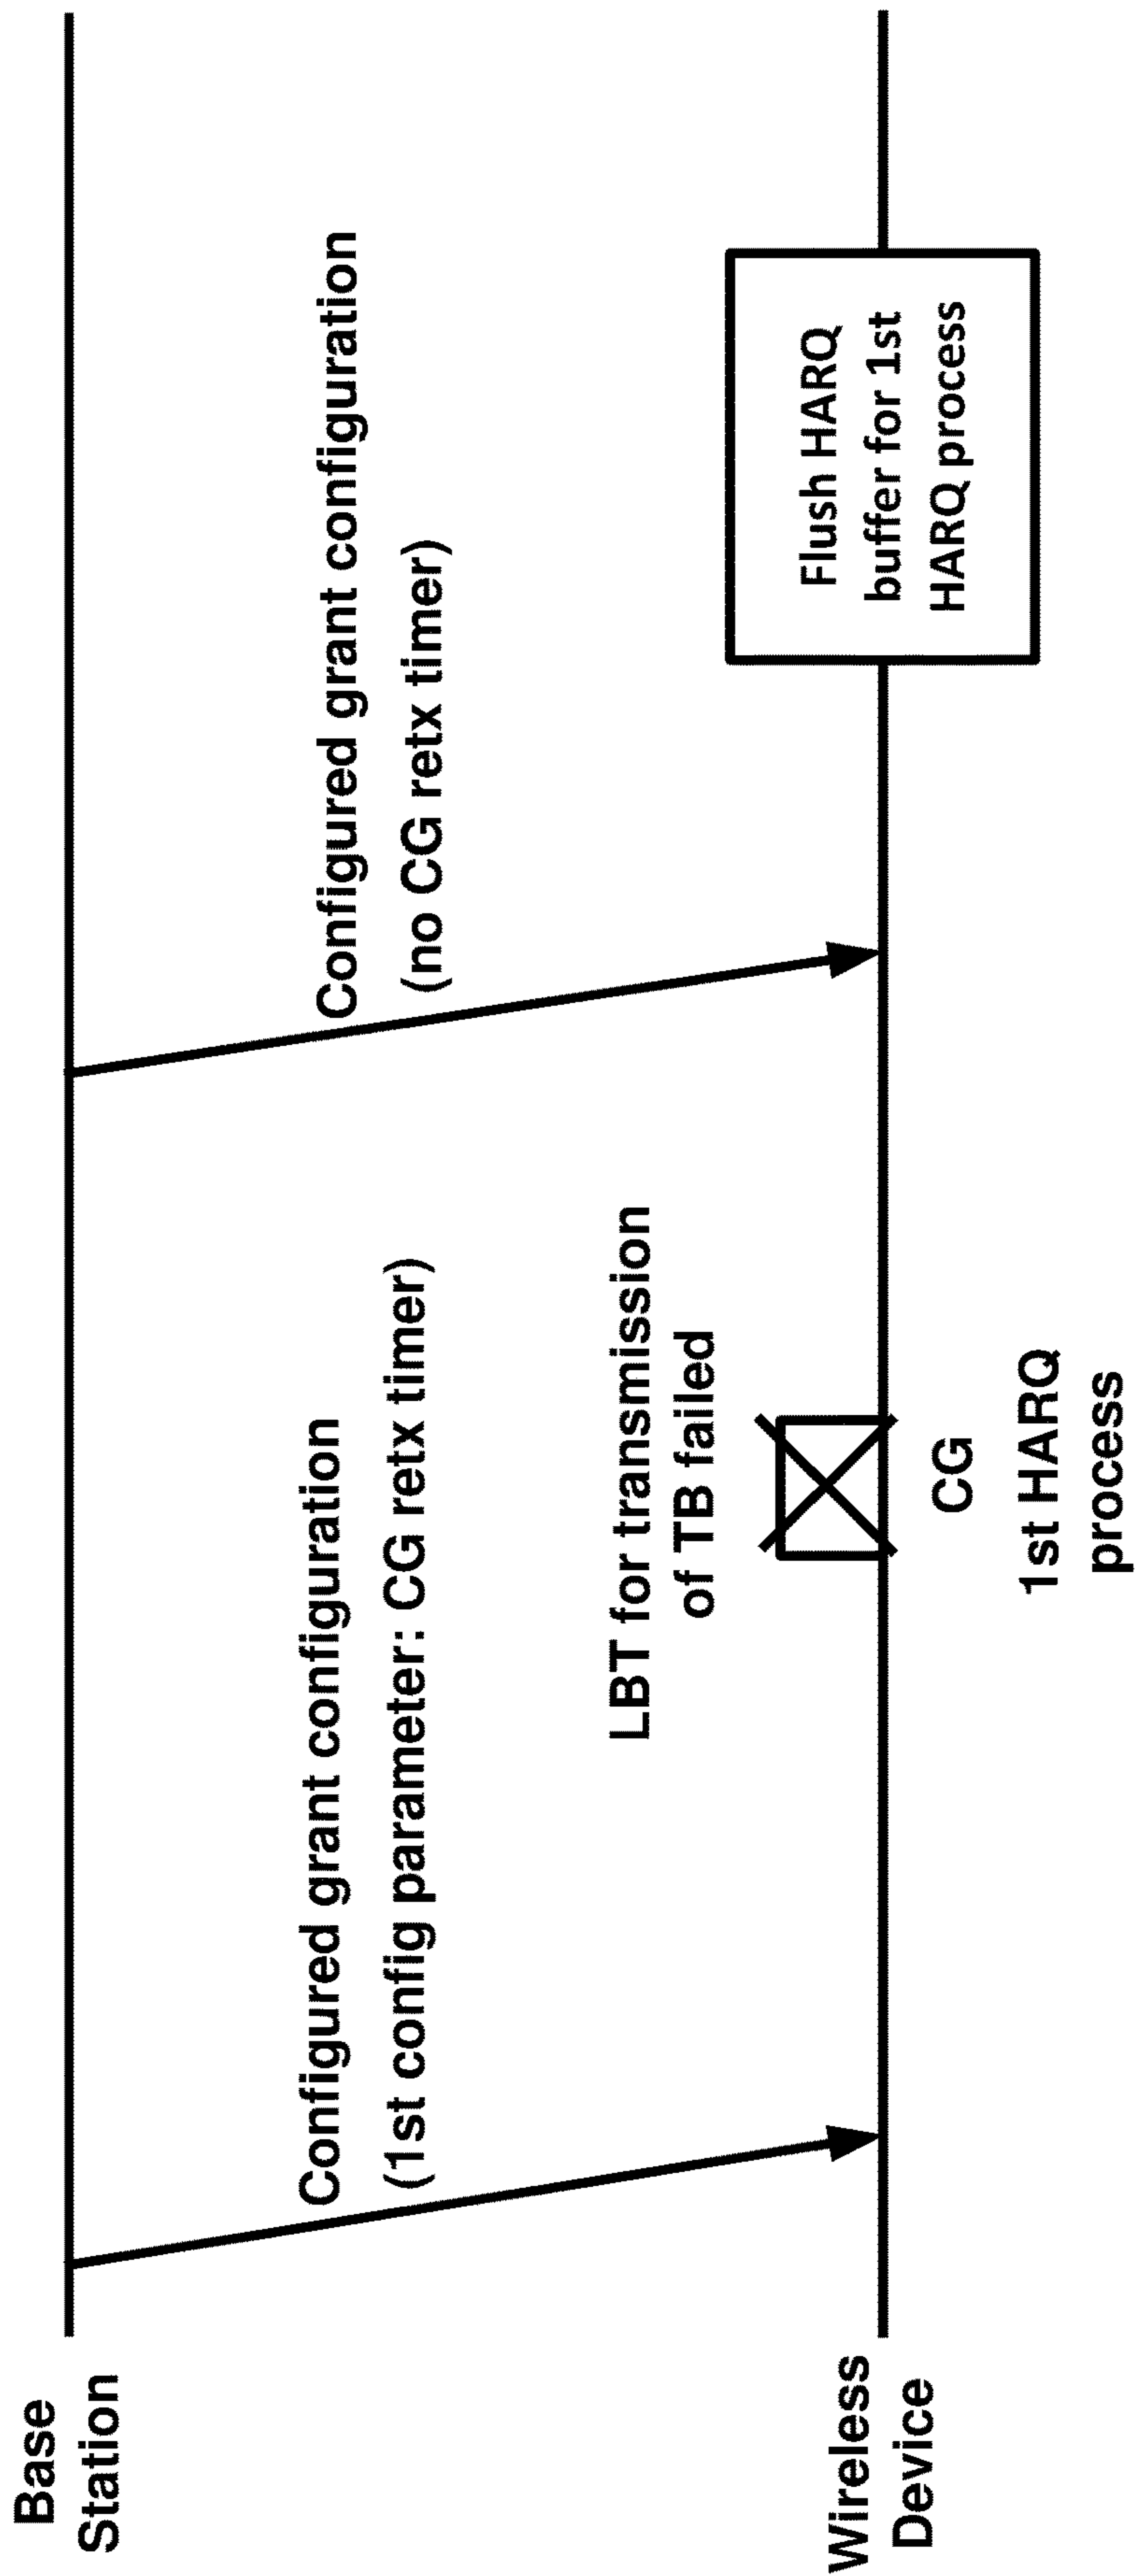 Base
Station
Configured grant configuration
(1st config parameter: CG retx timer)
Configured grant configuration
(no CG retx timer)
LBT for transmission
of TB failed
Wireless
Device
CG
1st HARQ
process
Flush HARQ
buffer for 1st
HARQ process